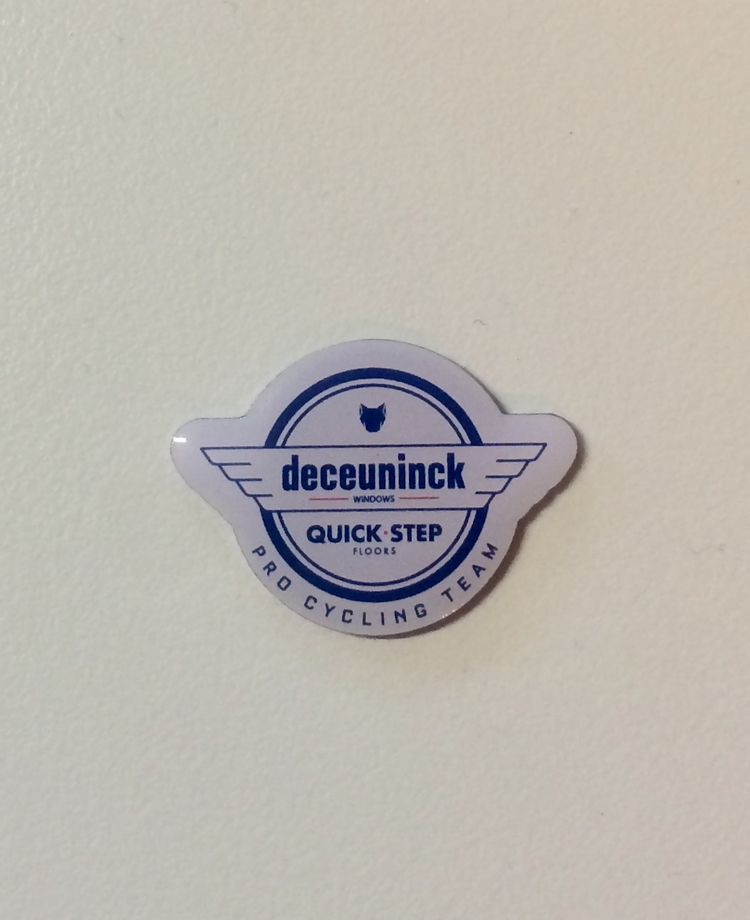 deceuninck
WINDOWS
QUICK·STEP
FLOORS
PRO CYCLING TEAM